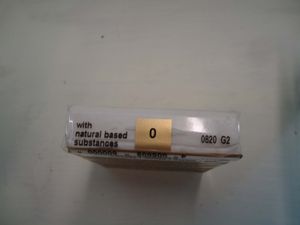 with
natural based
substances
0
0820 G2